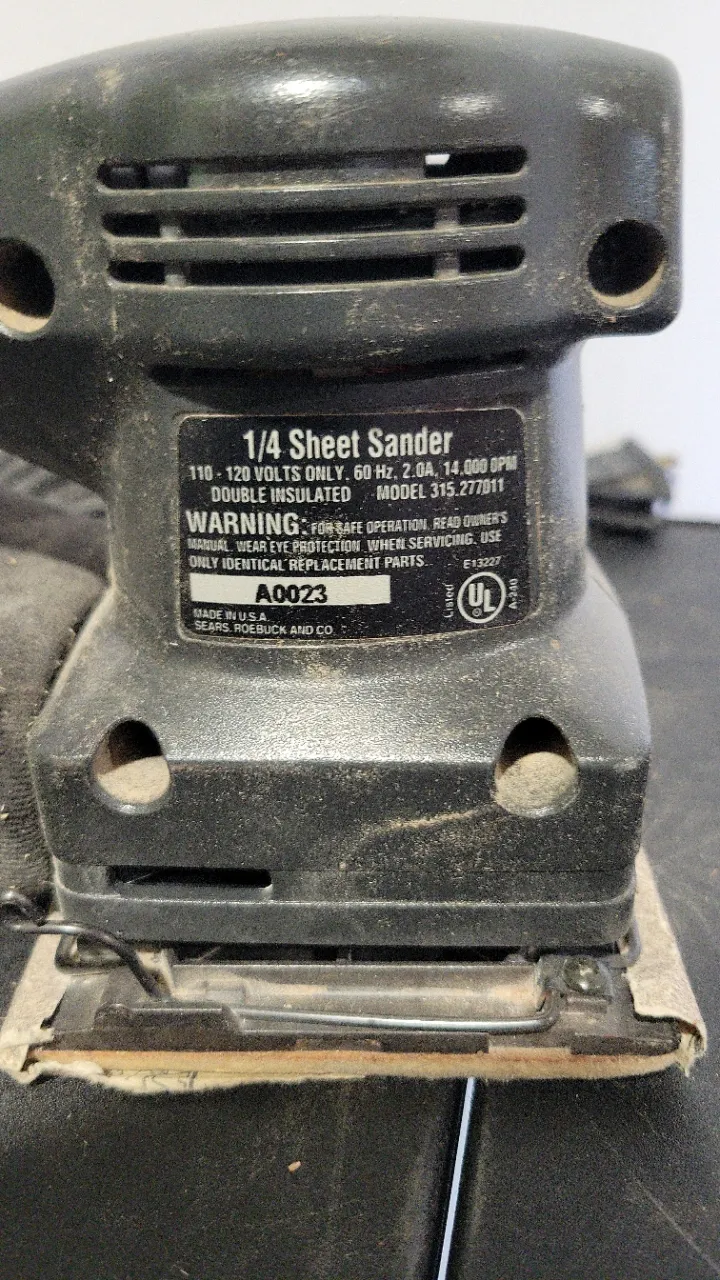 1/4 Sheet Sander
110 - 120 VOLTS ONLY, 60 Hz, 2.0A, 14,000 OPM
DOUBLE INSULATED MODEL 315.277011
WARNING: FOR SAFE OPERATION, READ OWNER'S
MANUAL. WEAR EYE PROTECTION. WHEN SERVICING, USE
ONLY IDENTICAL REPLACEMENT PARTS.
E13227
A0023
Listed
UL
A-240
MADE IN U.S.A.
SEARS, ROEBUCK AND CO.